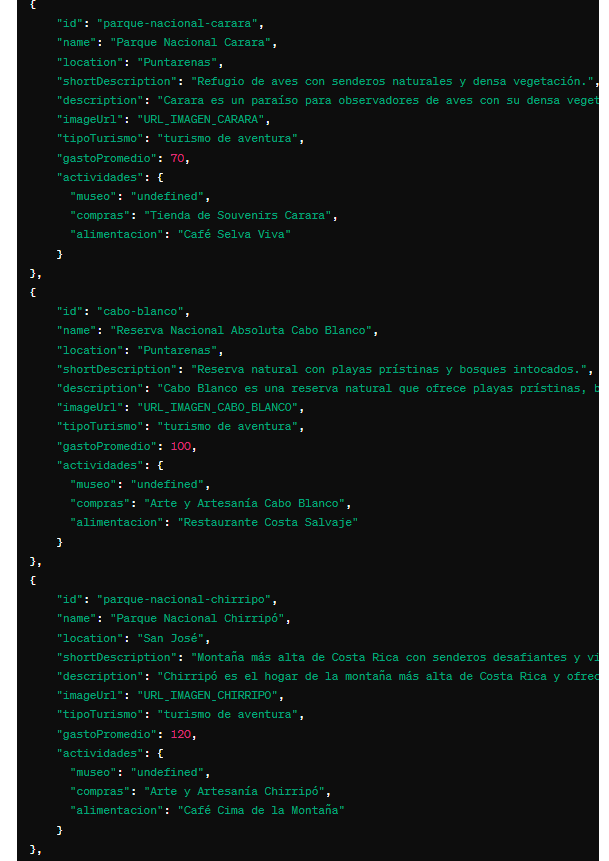 {
"id": "parque-nacional-carara",
"name": "Parque Nacional Carara",
"location": "Puntarenas",
"shortDescription": "Refugio de aves con senderos naturales y densa vegetación.",
"description": "Carara es un paraíso para observadores de aves con su densa veget
"imageUrl": "URL_IMAGEN_CARARA",
"tipoTurismo": "turismo de aventura",
"gastoPromedio": 70,
"actividades": {
"museo": "undefined",
"compras": "Tienda de Souvenirs Carara",
"alimentacion": "Café Selva Viva"
}
},
{
"id": "cabo-blanco",
"name": "Reserva Nacional Absoluta Cabo Blanco",
"location": "Puntarenas",
"shortDescription": "Reserva natural con playas prístinas y bosques intocados.",
"description": "Cabo Blanco es una reserva natural que ofrece playas prístinas, b
"imageUrl": "URL_IMAGEN_CABO_BLANCO",
"tipoTurismo": "turismo de aventura",
"gastoPromedio": 100,
"actividades": {
"museo": "undefined",
"compras": "Arte y Artesanía Cabo Blanco",
"alimentacion": "Restaurante Costa Salvaje"
}
},
{
"id": "parque-nacional-chirripo",
"name": "Parque Nacional Chirripó",
"location": "San José",
"shortDescription": "Montaña más alta de Costa Rica con senderos desafiantes y vi
"description": "Chirripó es el hogar de la montaña más alta de Costa Rica y ofrec
"imageUrl": "URL_IMAGEN_CHIRRIPO",
"tipoTurismo": "turismo de aventura",
"gastoPromedio": 120,
"actividades": {
"museo": "undefined",
"compras": "Arte y Artesanía Chirripó",
"alimentacion": "Café Cima de la Montaña"
}
},